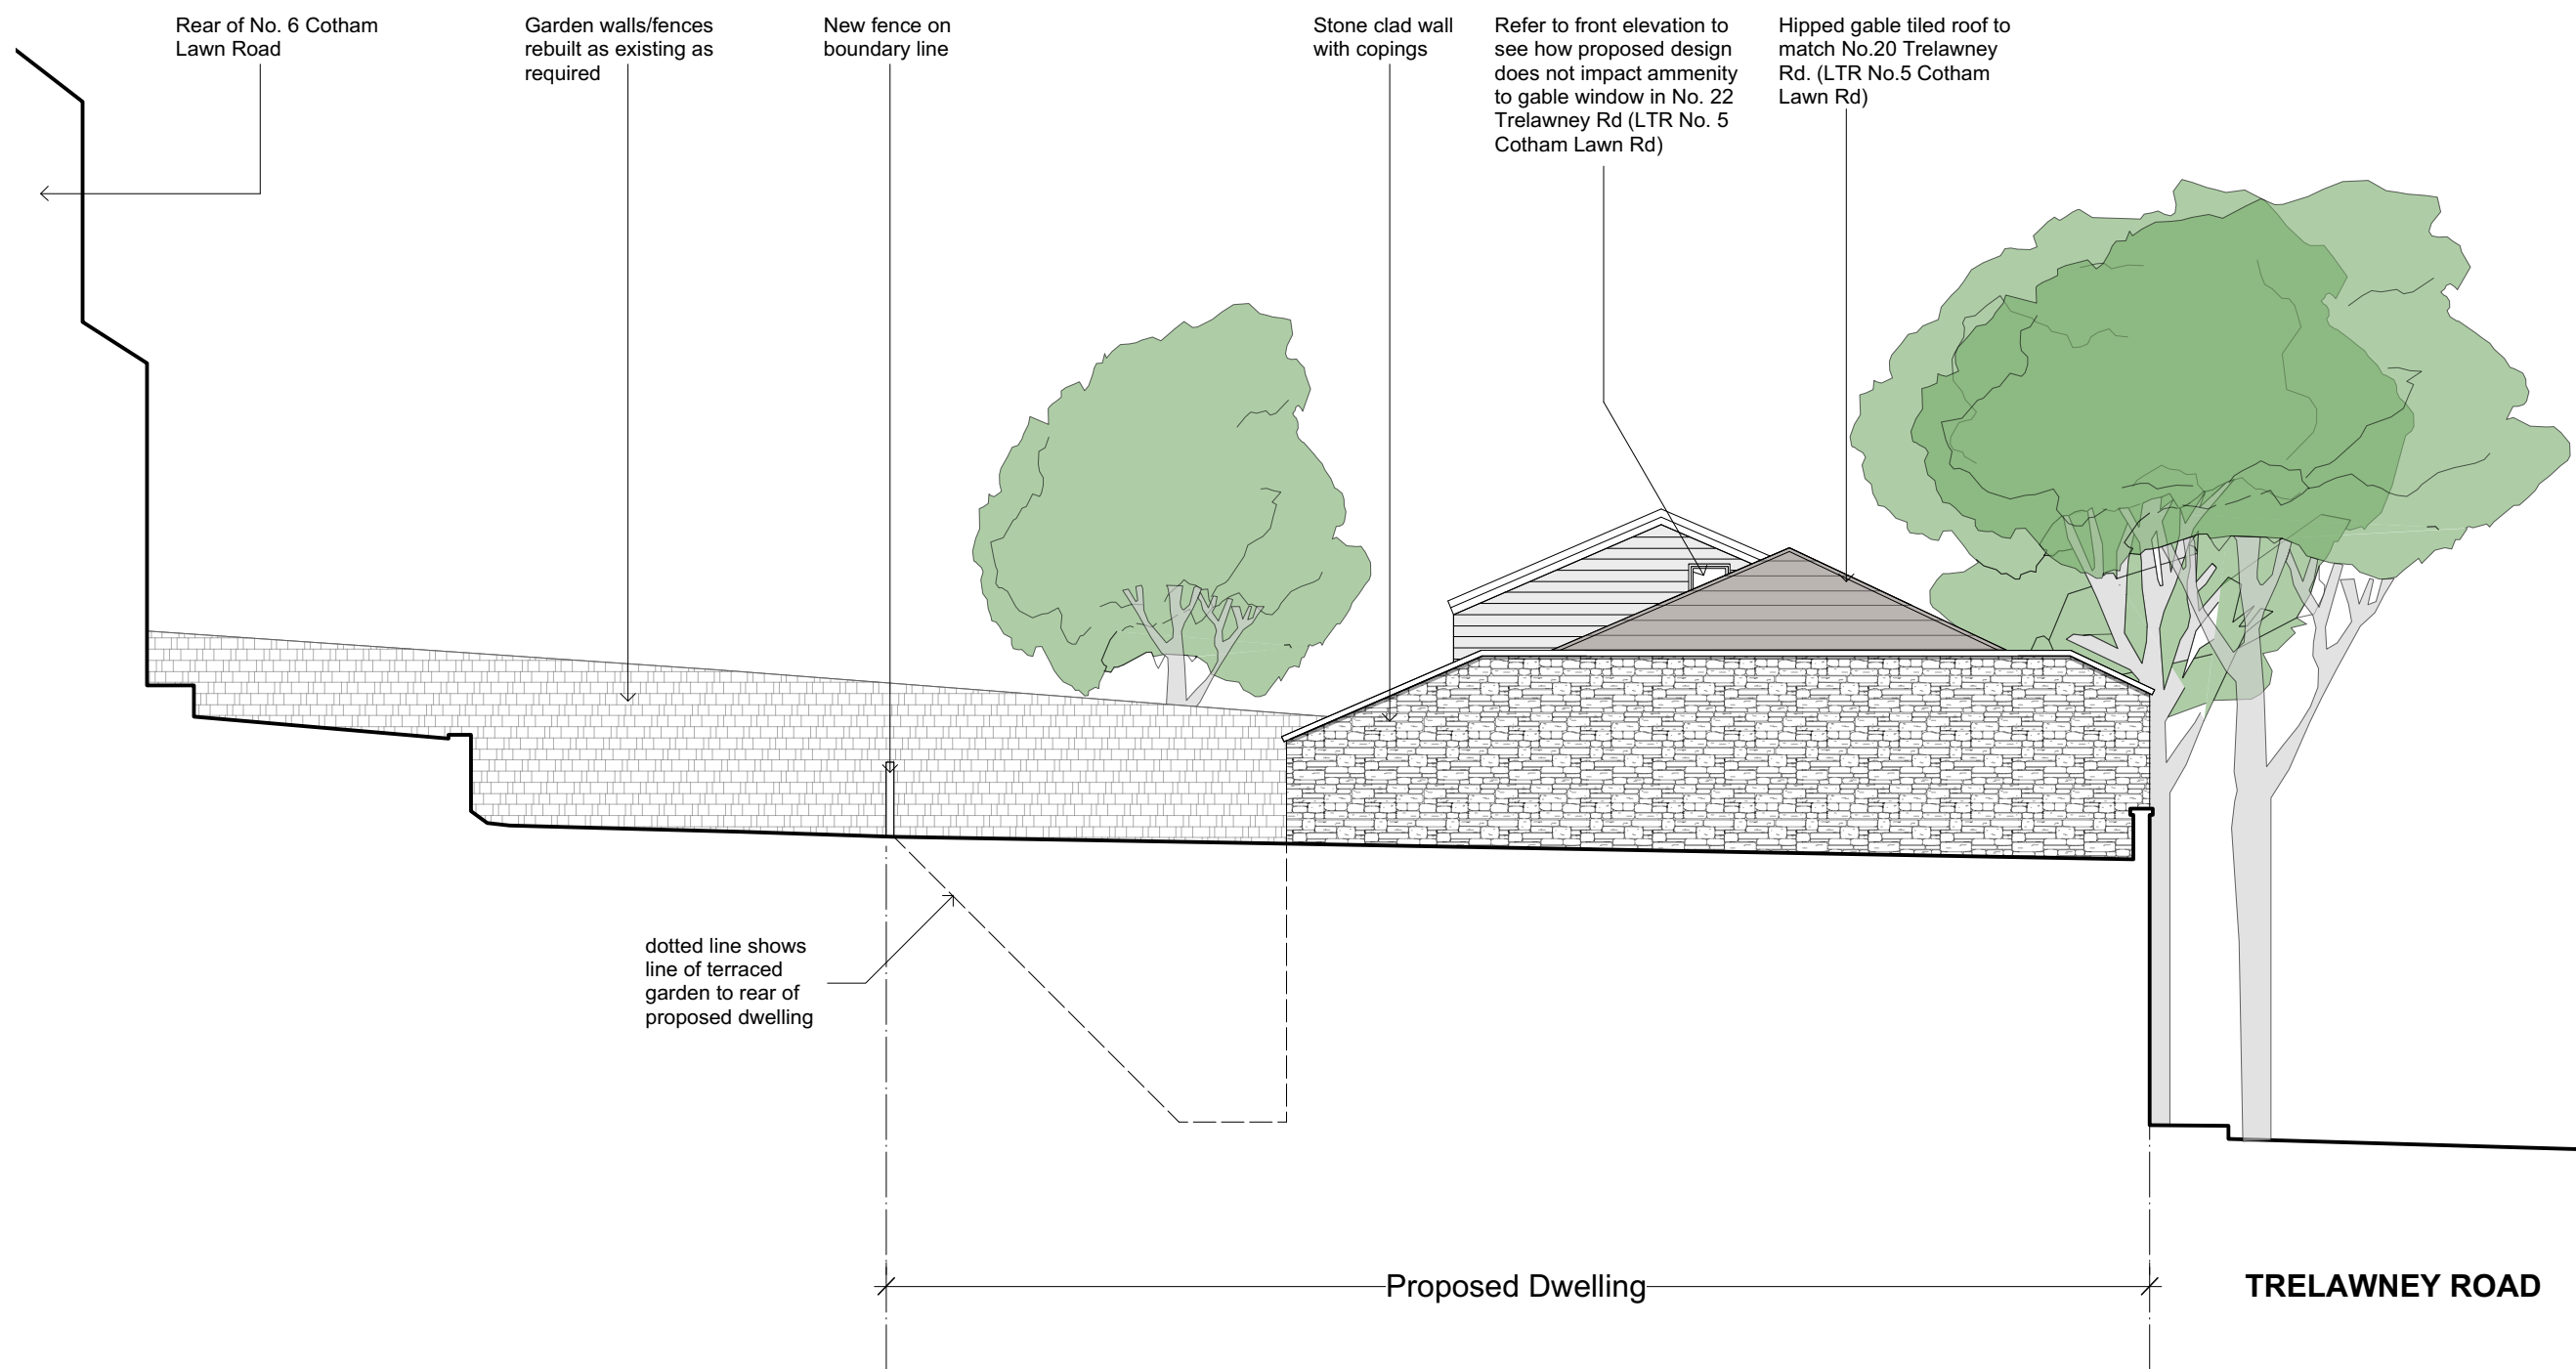 Rear of No. 6 Cotham
Lawn Road
Garden walls/fences
rebuilt as existing as
required
New fence on
boundary line
Stone clad wall
with copings
Refer to front elevation to
see how proposed design
does not impact ammenity
to gable window in No. 22
Trelawney Rd (LTR No. 5
Cotham Lawn Rd)
Hipped gable tiled roof to
match No.20 Trelawney
Rd. (LTR No.5 Cotham
Lawn Rd)
dotted line shows
line of terraced
garden to rear of
proposed dwelling
Proposed Dwelling
TRELAWNEY ROAD